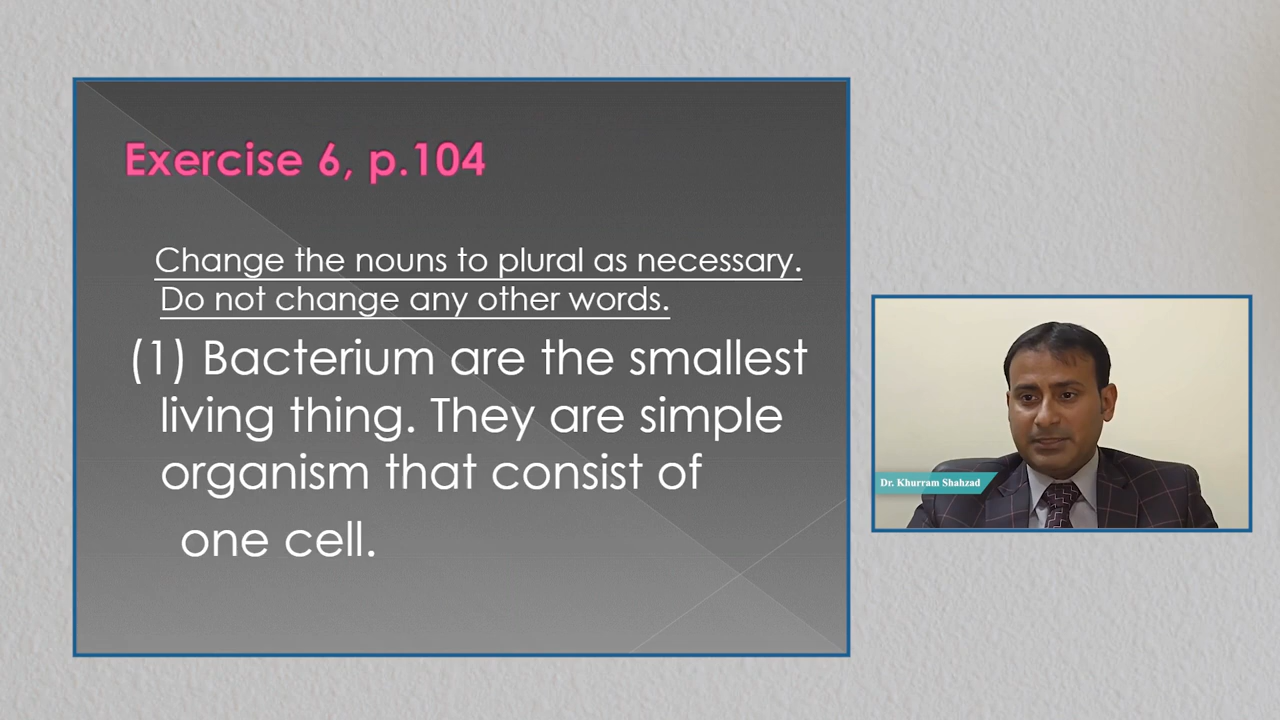 Exercise 6, p.104
Change the nouns to plural as necessary.
Do not change any other words.
(1) Bacterium are the smallest
living thing. They are simple
organism that consist of
one cell.
Dr. Khurram Shahzad